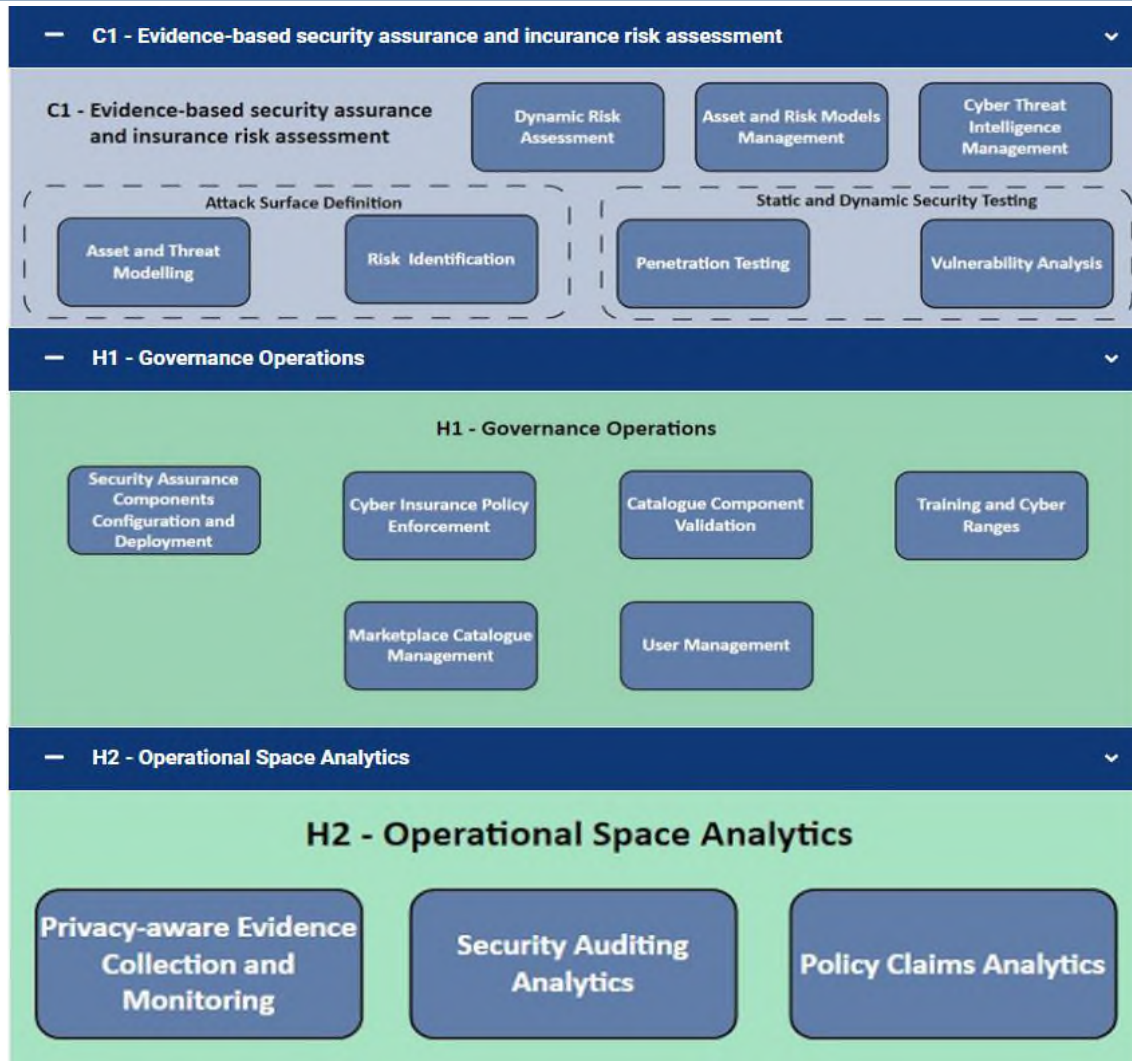 C1 - Evidence-based security assurance and incurance risk assessment
C1 - Evidence-based security assurance
and insurance risk assessment
Dynamic Risk
Assessment
Asset and Risk Models
Management
Cyber Threat
Intelligence
Management
Attack Surface Definition
Asset and Threat
Modelling
Risk Identification
Static and Dynamic Security Testing
Penetration Testing
Vulnerability Analysis
H1 - Governance Operations
H1 - Governance Operations
Security Assurance
Components
Configuration and
Deployment
Cyber Insurance Policy
Enforcement
Catalogue Component
Validation
Training and Cyber
Ranges
Marketplace Catalogue
Management
User Management
H2 - Operational Space Analytics
H2 - Operational Space Analytics
Privacy-aware Evidence
Collection and
Monitoring
Security Auditing
Analytics
Policy Claims Analytics